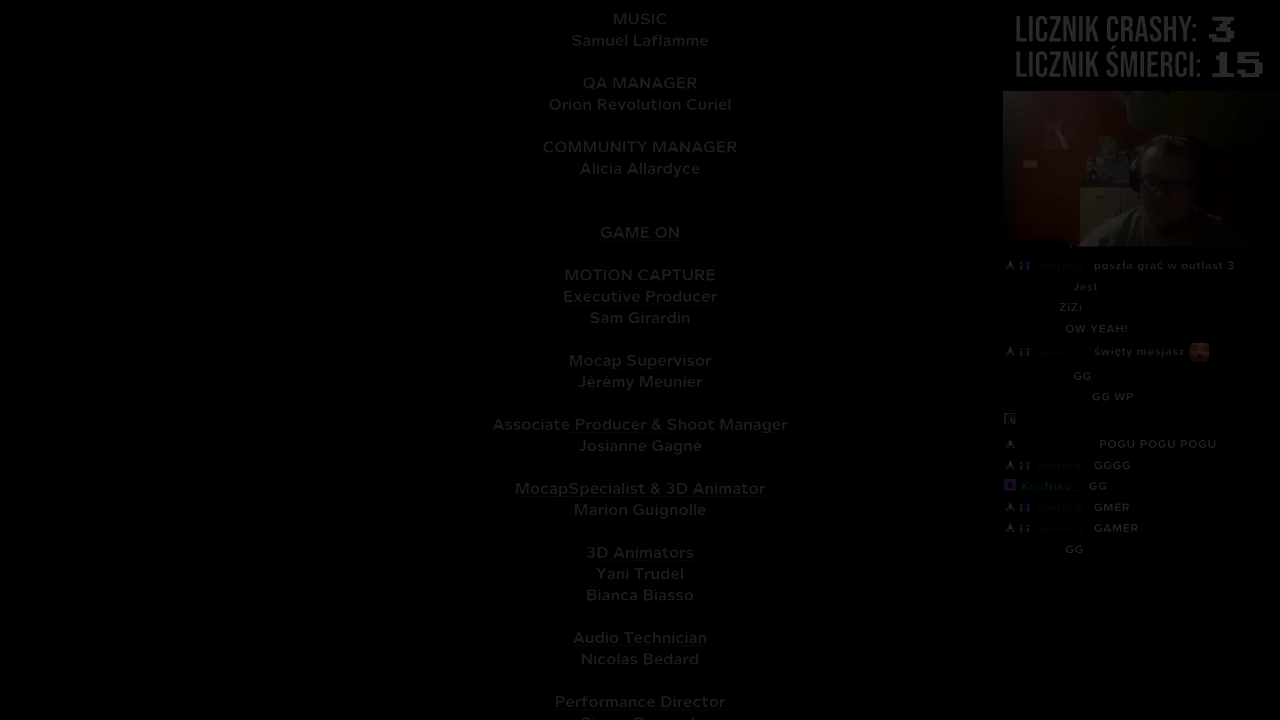 MUSIC
Samuel Laflamme
QA MANAGER
Orion Revolution Curiel
COMMUNITY MANAGER
Alicia Allardyce
GAME ON
MOTION CAPTURE
Executive Producer
Sam Girardin
Mocap Supervisor
Jérémy Meunier
Associate Producer & Shoot Manager
Josianne Gagné
MocapSpecialist & 3D Animator
Marion Guignolle
3D Animators
Yani Trudel
Bianca Biasso
Audio Technician
Nicolas Bédard
Performance Director
LICZNIK CRASHY: 3
LICZNIK ŚMIERCI: 15
poszła grać w outlast 3
Jest
ZiZi
OW YEAH!
święty mesjasz
GG
GG WP
POGU POGU POGU
GGGG
KojiNiko_ GG
GMER
GAMER
GG